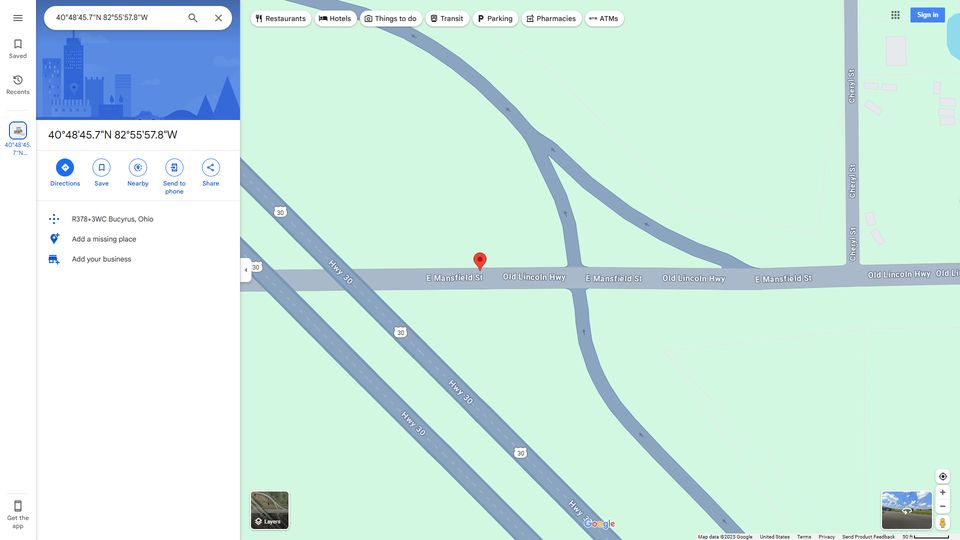 40°48'45.7"N 82°55'57.8"W
Restaurants
Hotels
Things to do
Transit
Parking
Pharmacies
ATMs
Sign in
Saved
Recents
40°48'45.
7"N...
40°48'45.7"N 82°55'57.8"W
Directions
Save
Nearby
Send to
phone
Share
R378+3WC Bucyrus, Ohio
Add a missing place
Add your business
Get the
app
Cheryl St
Cheryl St
Cheryl St
30
30
Hwy 30
E Mansfield St
Old Lincoln Hwy
E Mansfield St
Old Lincoln Hwy
E Mansfield St
Old Lincoln Hwy
30
Hwy 30
Hwy 30
30
Layers
Google
Map data ©2025 Google
United States
Terms
Privacy
Send Product Feedback
50 ft